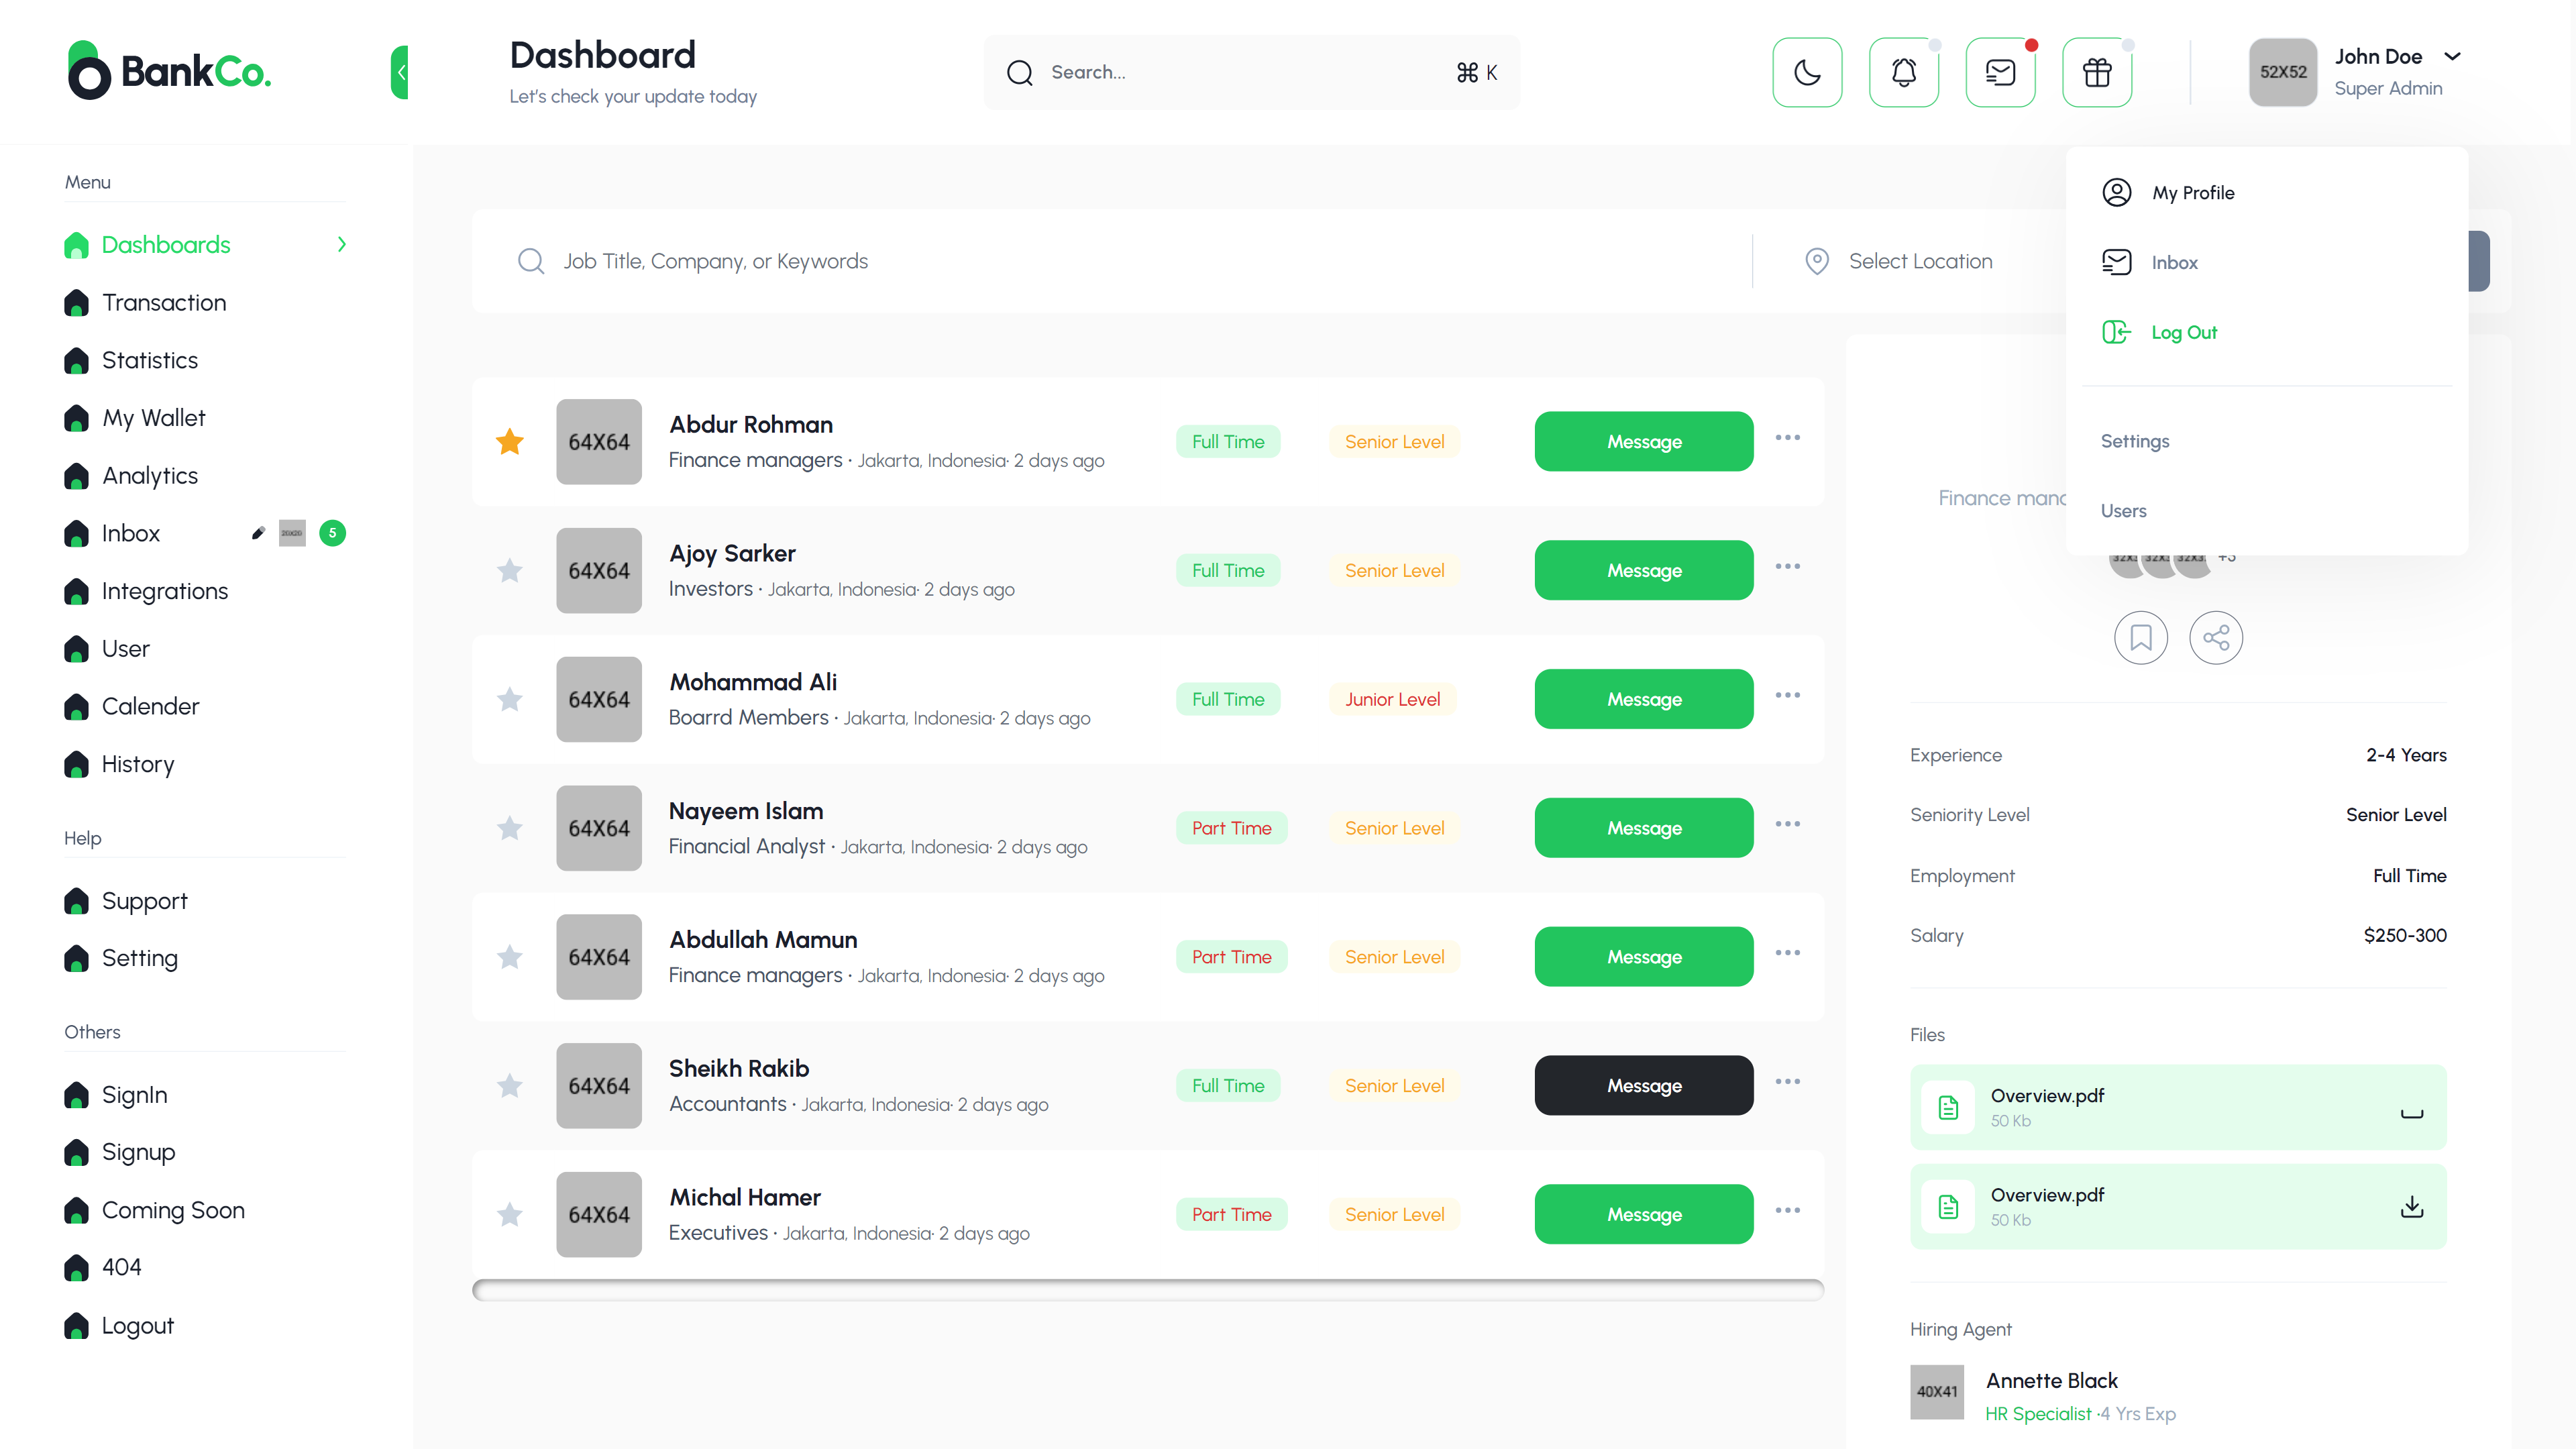 BankCo.
Dashboard
Let's check your update today
Search...
⌘ K
52X52
John Doe
Super Admin
Menu
Dashboards
Transaction
Statistics
My Wallet
Analytics
Inbox
5
Integrations
User
Calender
History
Help
Support
Setting
Others
SignIn
Signup
Coming Soon
404
Logout
Job Title, Company, or Keywords
Select Location
My Profile
Inbox
Log Out
Settings
Users
64X64
Abdur Rohman
Finance managers · Jakarta, Indonesia· 2 days ago
Full Time
Senior Level
Message
64X64
Ajoy Sarker
Investors · Jakarta, Indonesia· 2 days ago
Full Time
Senior Level
Message
64X64
Mohammad Ali
Boarrd Members · Jakarta, Indonesia· 2 days ago
Full Time
Junior Level
Message
64X64
Nayeem Islam
Financial Analyst · Jakarta, Indonesia· 2 days ago
Part Time
Senior Level
Message
64X64
Abdullah Mamun
Finance managers · Jakarta, Indonesia· 2 days ago
Part Time
Senior Level
Message
64X64
Sheikh Rakib
Accountants · Jakarta, Indonesia· 2 days ago
Full Time
Senior Level
Message
64X64
Michal Hamer
Executives · Jakarta, Indonesia· 2 days ago
Part Time
Senior Level
Message
Finance
Experience
2-4 Years
Seniority Level
Senior Level
Employment
Full Time
Salary
$250-300
Files
Overview.pdf
50 Kb
Overview.pdf
50 Kb
Hiring Agent
40X41
Annette Black
HR Specialist ·4 Yrs Exp